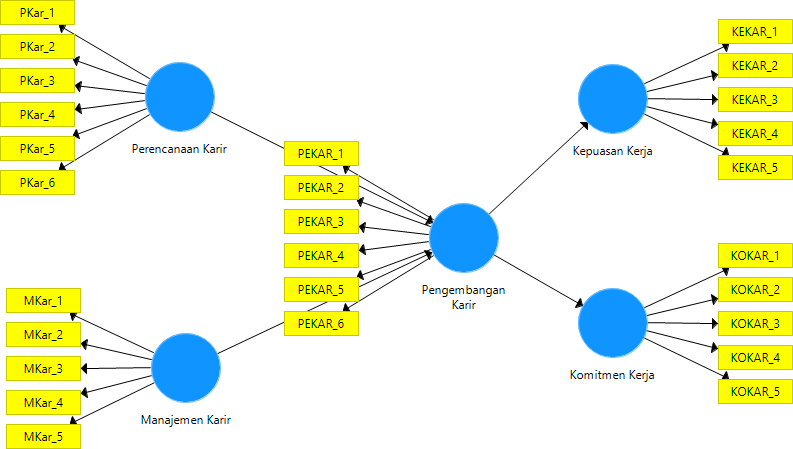 PKar_1
PKar_2
PKar_3
PKar_4
PKar_5
PKar_6
Perencanaan Karir
MKar_1
MKar_2
MKar_3
MKar_4
MKar_5
Manajemen Karir
PEKAR_1
PEKAR_2
PEKAR_3
PEKAR_4
PEKAR_5
PEKAR_6
Pengembangan
Karir
Kepuasan Kerja
KEKAR_1
KEKAR_2
KEKAR_3
KEKAR_4
KEKAR_5
Komitmen Kerja
KOKAR_1
KOKAR_2
KOKAR_3
KOKAR_4
KOKAR_5